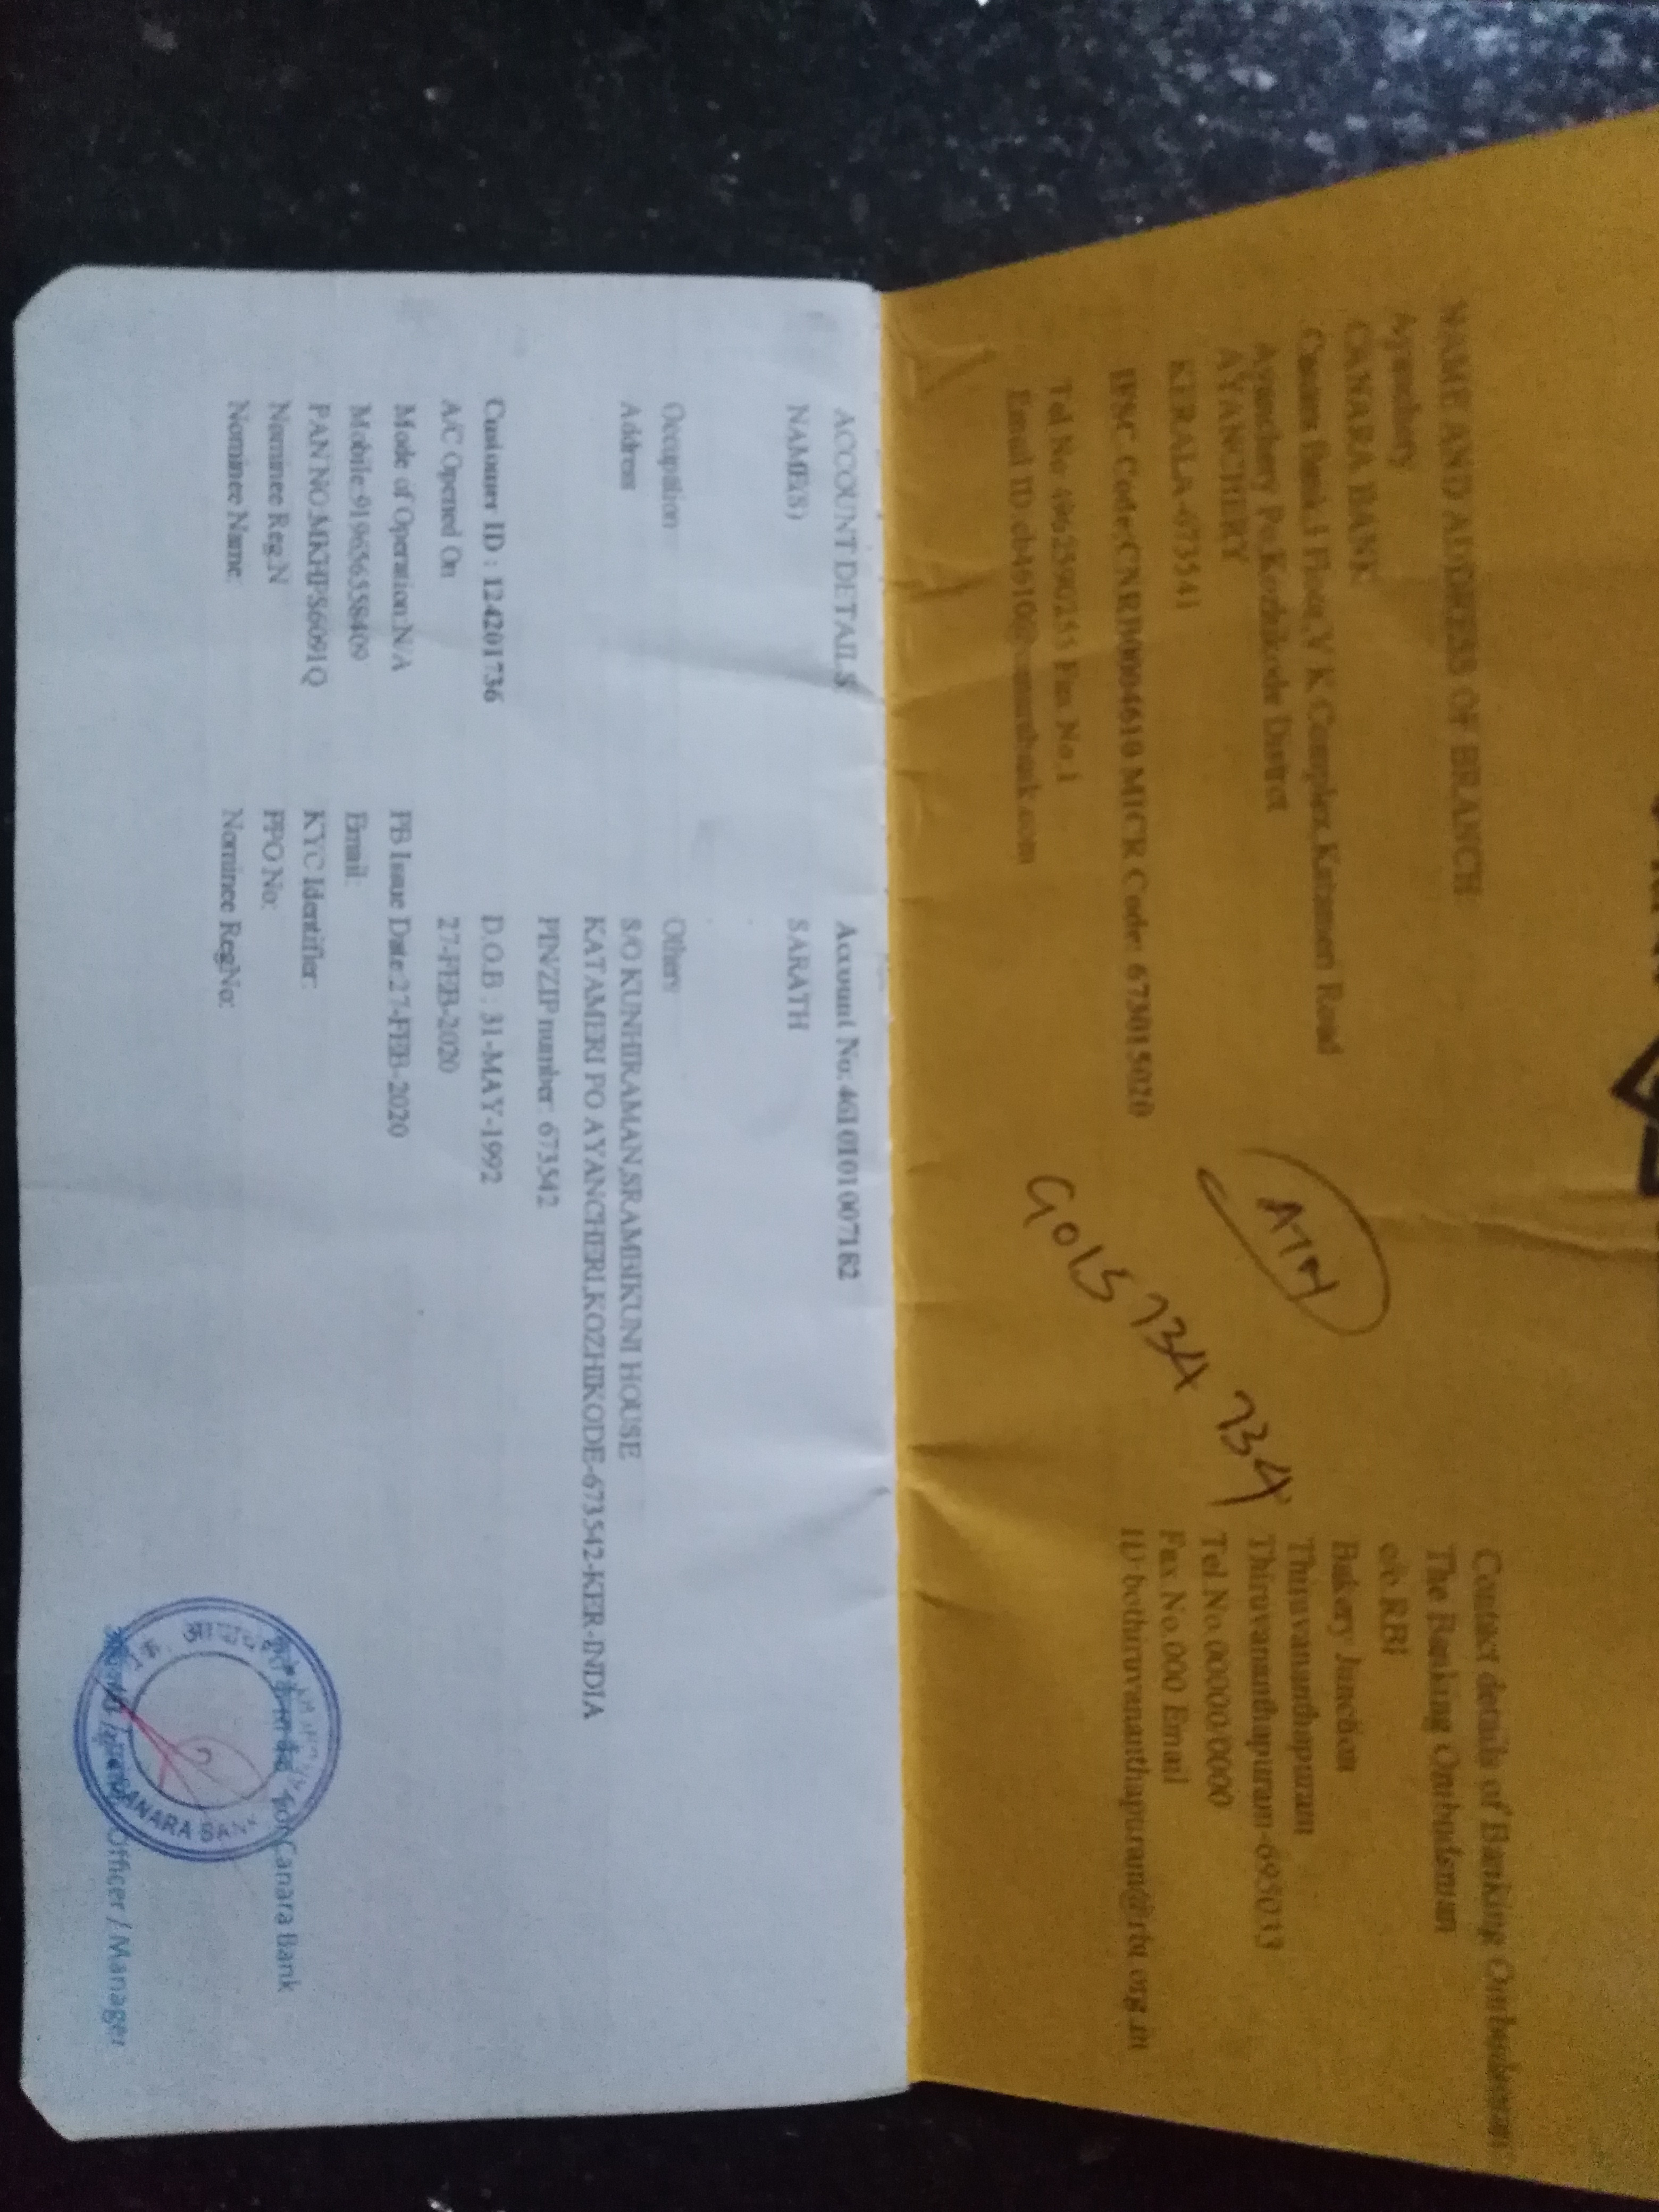 NAME AND ADDRESS OF BRANCH
Ayanchery
CANARA BANK
Canara Bank,I Floor,V K Complex,Kottameri Road
Ayanchery Po,Kozhikode District
AYANCHERY
KERALA-673541
IFSC Code:CNRB0004610 MICR Code: 673015020
Tel No 4962590255 Fax No.1
Email ID cb4610@canarabank.com
ATM
9015 734 734
Contact details of Banking Ombudsman
The Banking Ombudsman
c/o.RBI
Bakery Junction
Thiruvananthapuram
Thiruvananthapuram-695033
Tel.No.00000/0000
Fax.No.000 Email
ID bothiruvananthapuram@rbi.org.in
ACCOUNT DETAILS Account No. 4610101007182
NAME(S) SARATH
Occupation Others
Address S/O KUNHIRAMAN,SRAMBIKUNI HOUSE
KATAMERI PO AYANCHERI,KOZHIKODE-673542-KER-INDIA
PIN/ZIP number: 673542
Customer ID : 124201736 D.O.B : 31-MAY-1992
A/C Opened On 27-FEB-2020
Mode of Operation:N/A PB Issue Date:27-FEB-2020
Mobile:919656558409 Email:
PAN NO:MKHPS6091Q KYC Identifier:
Nominee Reg:N PPO No:
Nominee Name: Nominee RegNo:
For Canara Bank
Officer / Manager
CANARA BANK